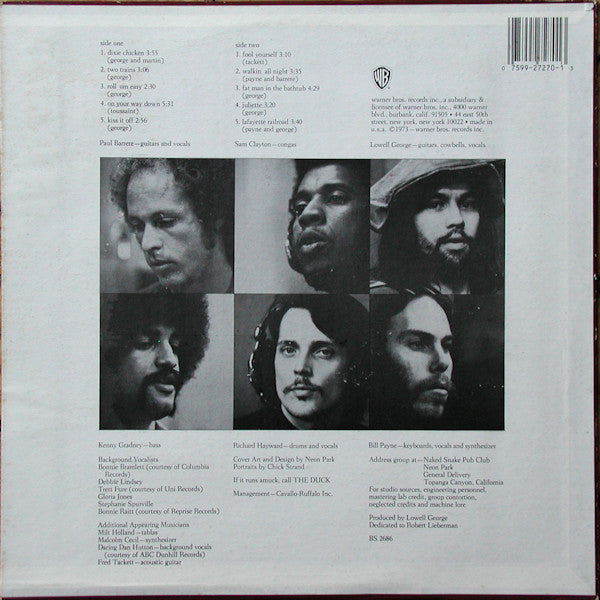 side one
1. dixie chicken 3:55
(george and martin)
2. two trains 3:06
(george)
3. roll um easy 2:30
(george)
4. on your way down 5:31
(toussaint)
5. kiss it off 2:56
(george)
side two
1. fool yourself 3:10
(tackett)
2. walkin all night 3:35
(payne and barrere)
3. fat man in the bathtub 4:29
(george)
4. juliette 3:20
(george)
5. lafayette railroad 3:40
(payne and george)
WB
warner bros. records inc., a subsidiary &
licensee of warner bros. inc., 4000 warner
blvd., burbank, calif. 91505 • 44 east 50th
street, new york, new york 10022 • made in
u.s.a. ©1973 – warner bros. records inc.
0 7599-27270-1 3
Paul Barrere—guitars and vocals
Sam Clayton—congas
Lowell George—guitars, cowbells, vocals
Kenny Gradney—bass
Richard Hayward—drums and vocals
Bill Payne—keyboards, vocals and synthesizer
Background Vocalists
Bonnie Bramlett (courtesy of Columbia
Records)
Debbie Lindsey
Tret Fure (courtesy of Uni Records)
Gloria Jones
Stephanie Spurville
Bonnie Raitt (courtesy of Reprise Records)
Additional Appearing Musicians
Milt Holland—tablas
Malcolm Cecil—synthesizer
Daring Dan Hutton—background vocals
(courtesy of ABC Dunhill Records)
Fred Tackett—acoustic guitar
Cover Art and Design by Neon Park
Portraits by Chick Strand
If it runs amuck, call THE DUCK
Management—Cavallo-Ruffalo Inc.
Address group at— Naked Snake Pub Club
Neon Park
General Delivery
Topanga Canyon, California
For studio sources, engineering personnel,
mastering lab credit, group contortion,
neglected credits and machine lore
Produced by Lowell George
Dedicated to Robert Lieberman
BS 2686